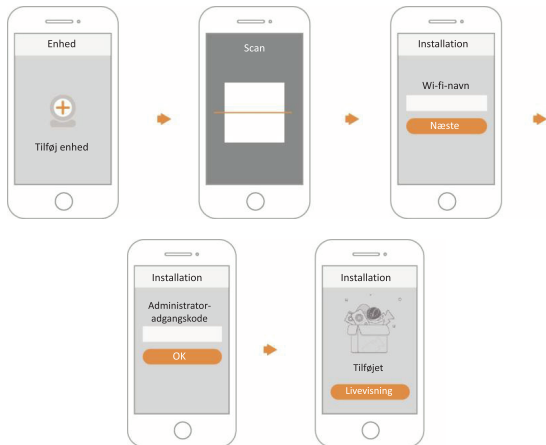 Enhed
Tilføj enhed
Scan
Installation
Wi-fi-navn
Næste
Installation
Administrator-
adgangskode
OK
Installation
Tilføjet
Livevisning